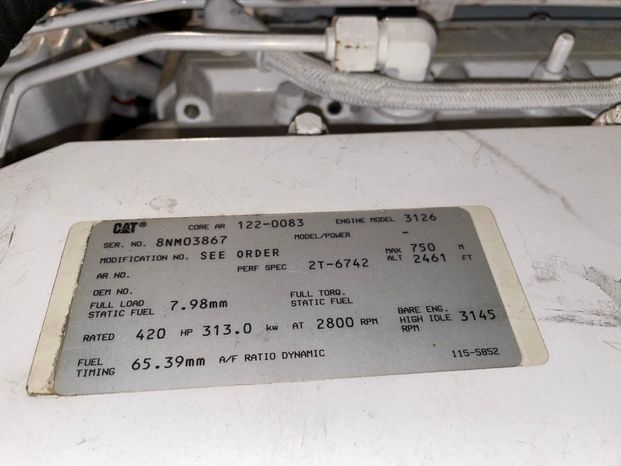 CAT® CORE AR 122-0083 ENGINE MODEL 3126
SER. NO. 8NM03867 MODEL/POWER -
MODIFICATION NO. SEE ORDER MAX ALT 750 M
AR NO. PERF SPEC 2T-6742 2461 FT
OEM NO.
FULL LOAD STATIC FUEL 7.98mm FULL TORQ. STATIC FUEL
RATED 420 HP 313.0 kw AT 2800 RPM BARE ENG. HIGH IDLE 3145 RPM
FUEL TIMING 65.39mm A/F RATIO DYNAMIC 115-5852